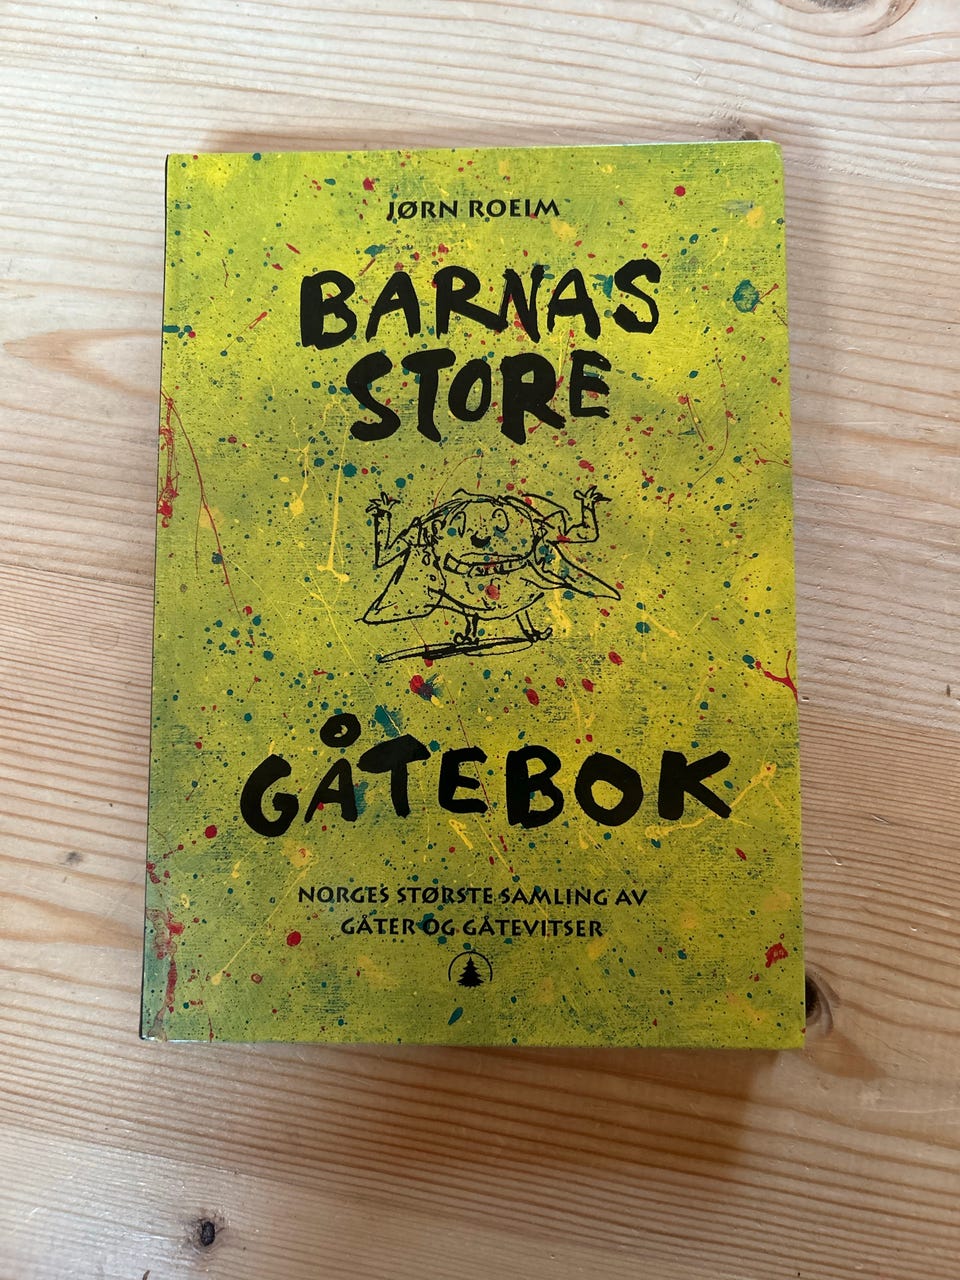 JØRN ROEIM
BARNAS
STORE
GÅTEBOK
NORGES STØRSTE SAMLING AV
GÅTER OG GÅTEVITSER